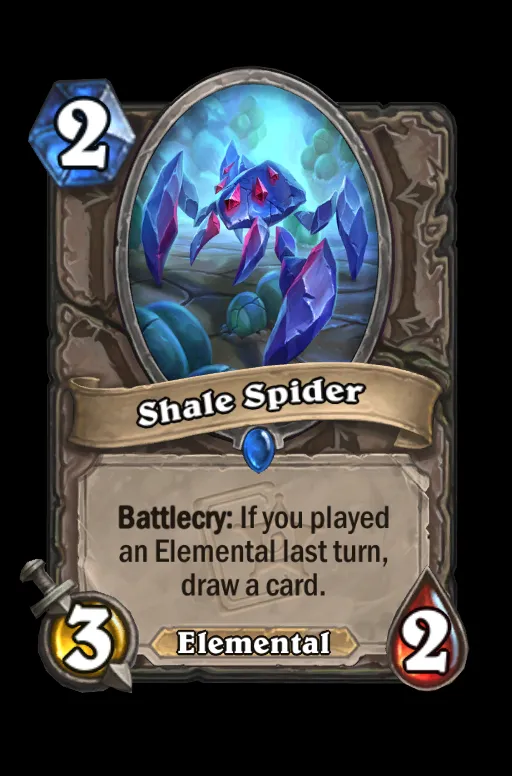 2
Shale Spider
Battlecry: If you played
an Elemental last turn,
draw a card.
3
Elemental
2